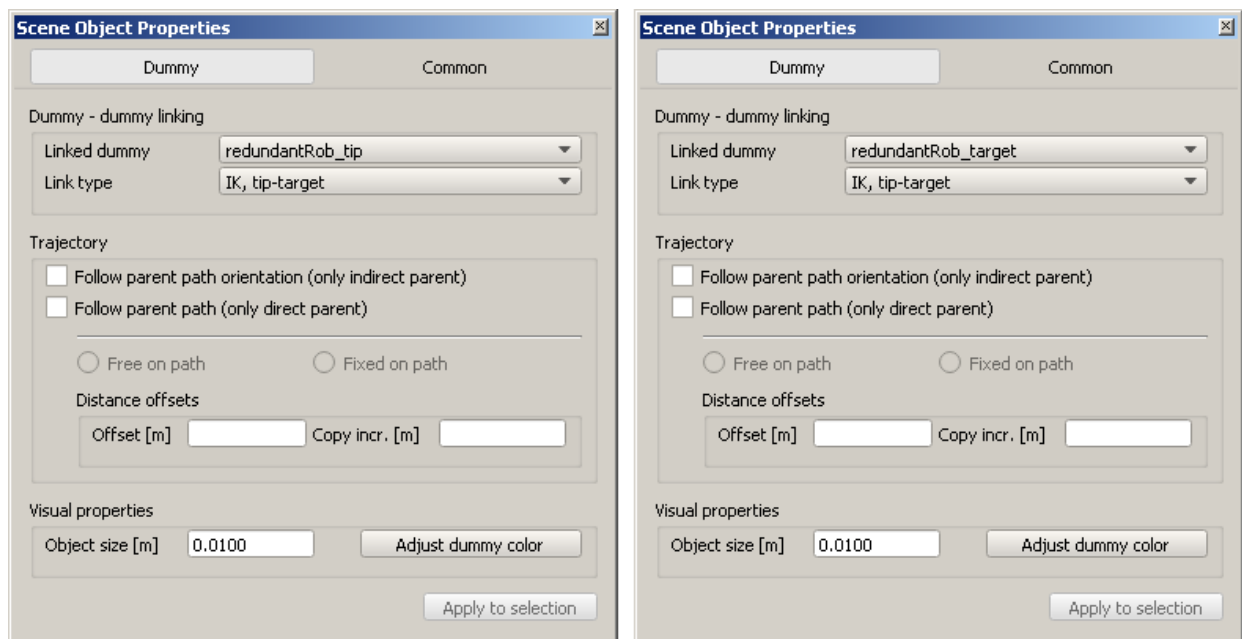 Scene Object Properties
Dummy Common
Dummy - dummy linking
Linked dummy redundantRob_tip
Link type IK, tip-target
Trajectory
Follow parent path orientation (only indirect parent)
Follow parent path (only direct parent)
Free on path Fixed on path
Distance offsets
Offset [m] Copy incr. [m]
Visual properties
Object size [m] 0.0100 Adjust dummy color
Apply to selection
Scene Object Properties
Dummy Common
Dummy - dummy linking
Linked dummy redundantRob_target
Link type IK, tip-target
Trajectory
Follow parent path orientation (only indirect parent)
Follow parent path (only direct parent)
Free on path Fixed on path
Distance offsets
Offset [m] Copy incr. [m]
Visual properties
Object size [m] 0.0100 Adjust dummy color
Apply to selection